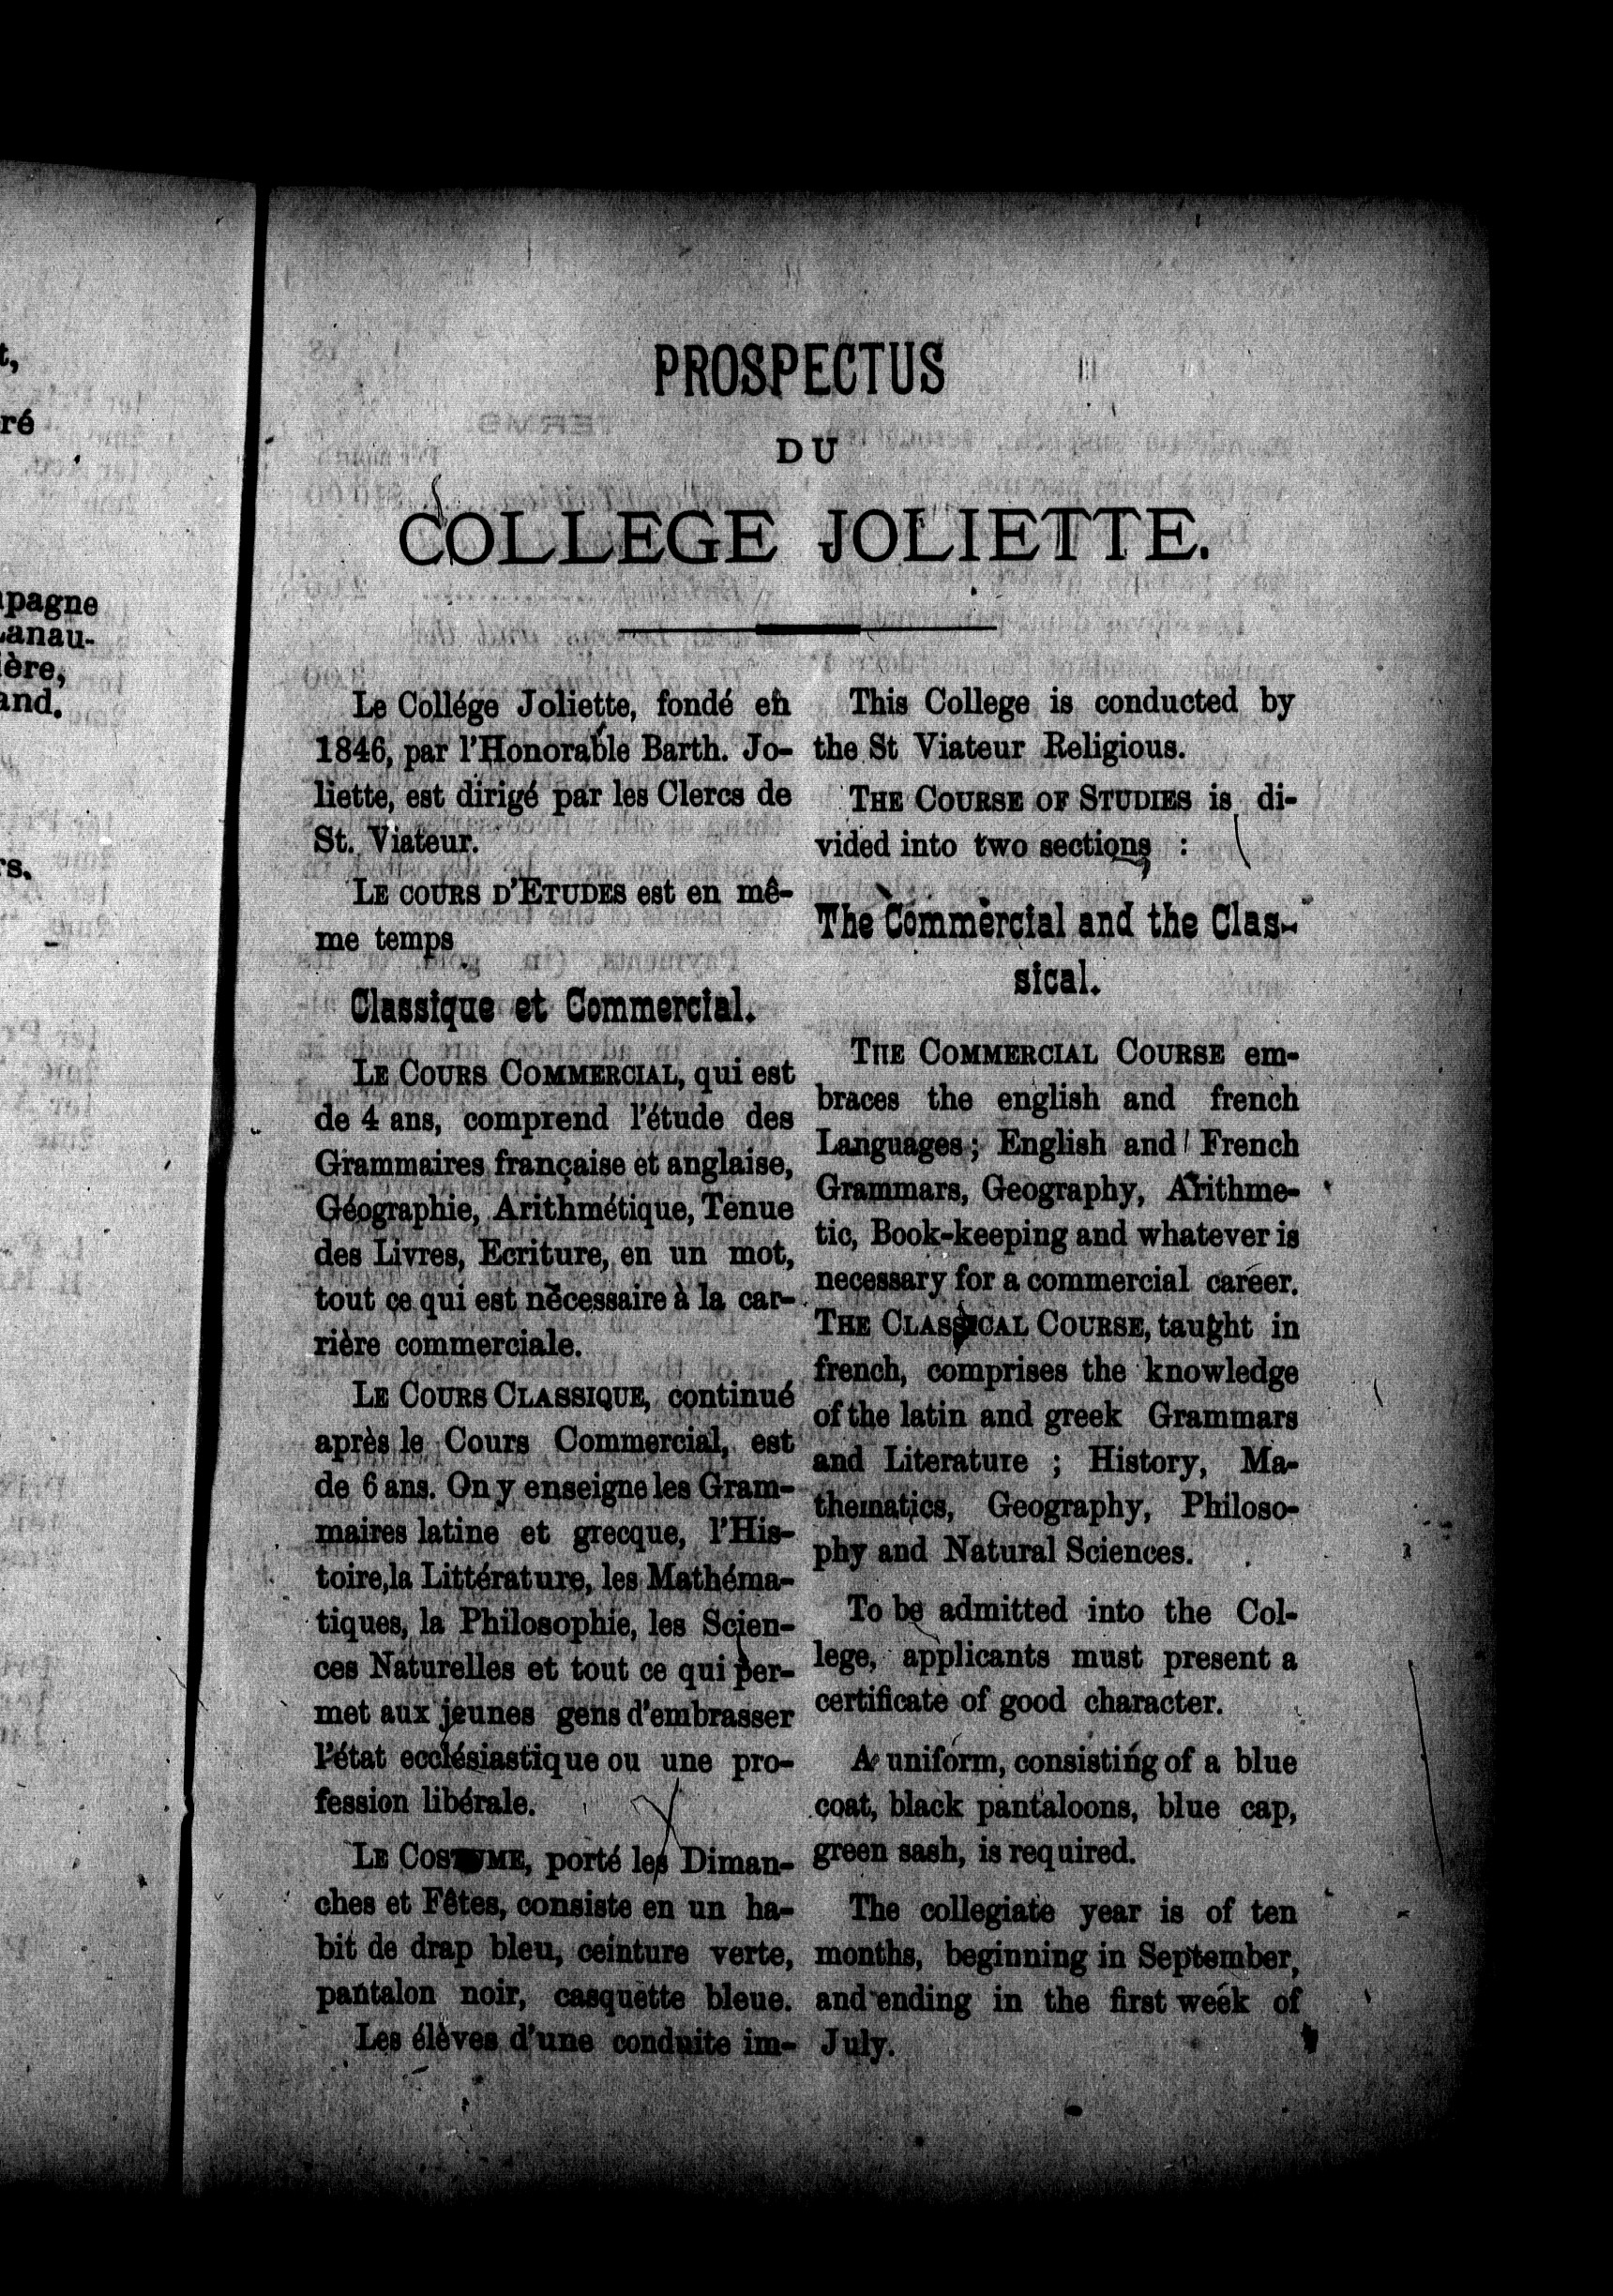 t,
ré
pagne
anau-
ière,
and.
rs.
PROSPECTUS
DU
COLLEGE JOLIETTE.
Le Collége Joliette, fondé en
1846, par l'Honorable Barth. Jo-
liette, est dirigé par les Clercs de
St. Viateur.
LE COURS D'ETUDES est en mê-
me temps
Classique et Commercial.
LE COURS COMMERCIAL, qui est
de 4 ans, comprend l'étude des
Grammaires française et anglaise,
Géographie, Arithmétique, Tenue
des Livres, Ecriture, en un mot,
tout ce qui est nécessaire à la car-
rière commerciale.
LE COURS CLASSIQUE, continué
après le Cours Commercial, est
de 6 ans. On y enseigne les Gram-
maires latine et grecque, l'His-
toire,la Littérature, les Mathéma-
tiques, la Philosophie, les Scien-
ces Naturelles et tout ce qui per-
met aux jeunes gens d'embrasser
l'état ecclésiastique ou une pro-
fession libérale.
LE COSTUME, porté les Diman-
ches et Fêtes, consiste en un ha-
bit de drap bleu, ceinture verte,
pantalon noir, casquette bleue.
Les élèves d'une conduite im-
This College is conducted by
the St Viateur Religious.
THE COURSE OF STUDIES is di-
vided into two sections :
The Commercial and the Clas-
sical.
THE COMMERCIAL COURSE em-
braces the english and french
Languages; English and French
Grammars, Geography, Arithme-
tic, Book-keeping and whatever is
necessary for a commercial career.
THE CLASSICAL COURSE, taught in
french, comprises the knowledge
of the latin and greek Grammars
and Literature ; History, Ma-
thematics, Geography, Philoso-
phy and Natural Sciences.
To be admitted into the Col-
lege, applicants must present a
certificate of good character.
A uniform, consisting of a blue
coat, black pantaloons, blue cap,
green sash, is required.
The collegiate year is of ten
months, beginning in September,
and ending in the first week of
July.